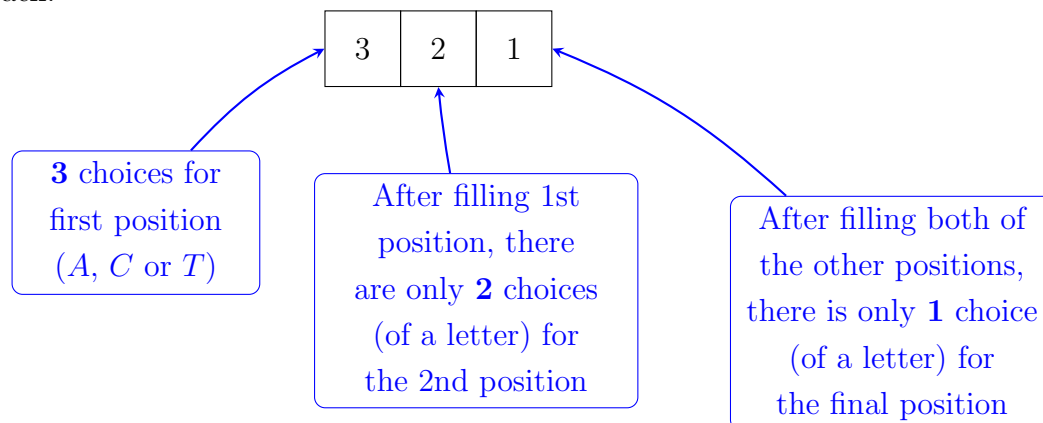 3 2 1
3 choices for
first position
(A, C or T)
After filling 1st
position, there
are only 2 choices
(of a letter) for
the 2nd position
After filling both of
the other positions,
there is only 1 choice
(of a letter) for
the final position